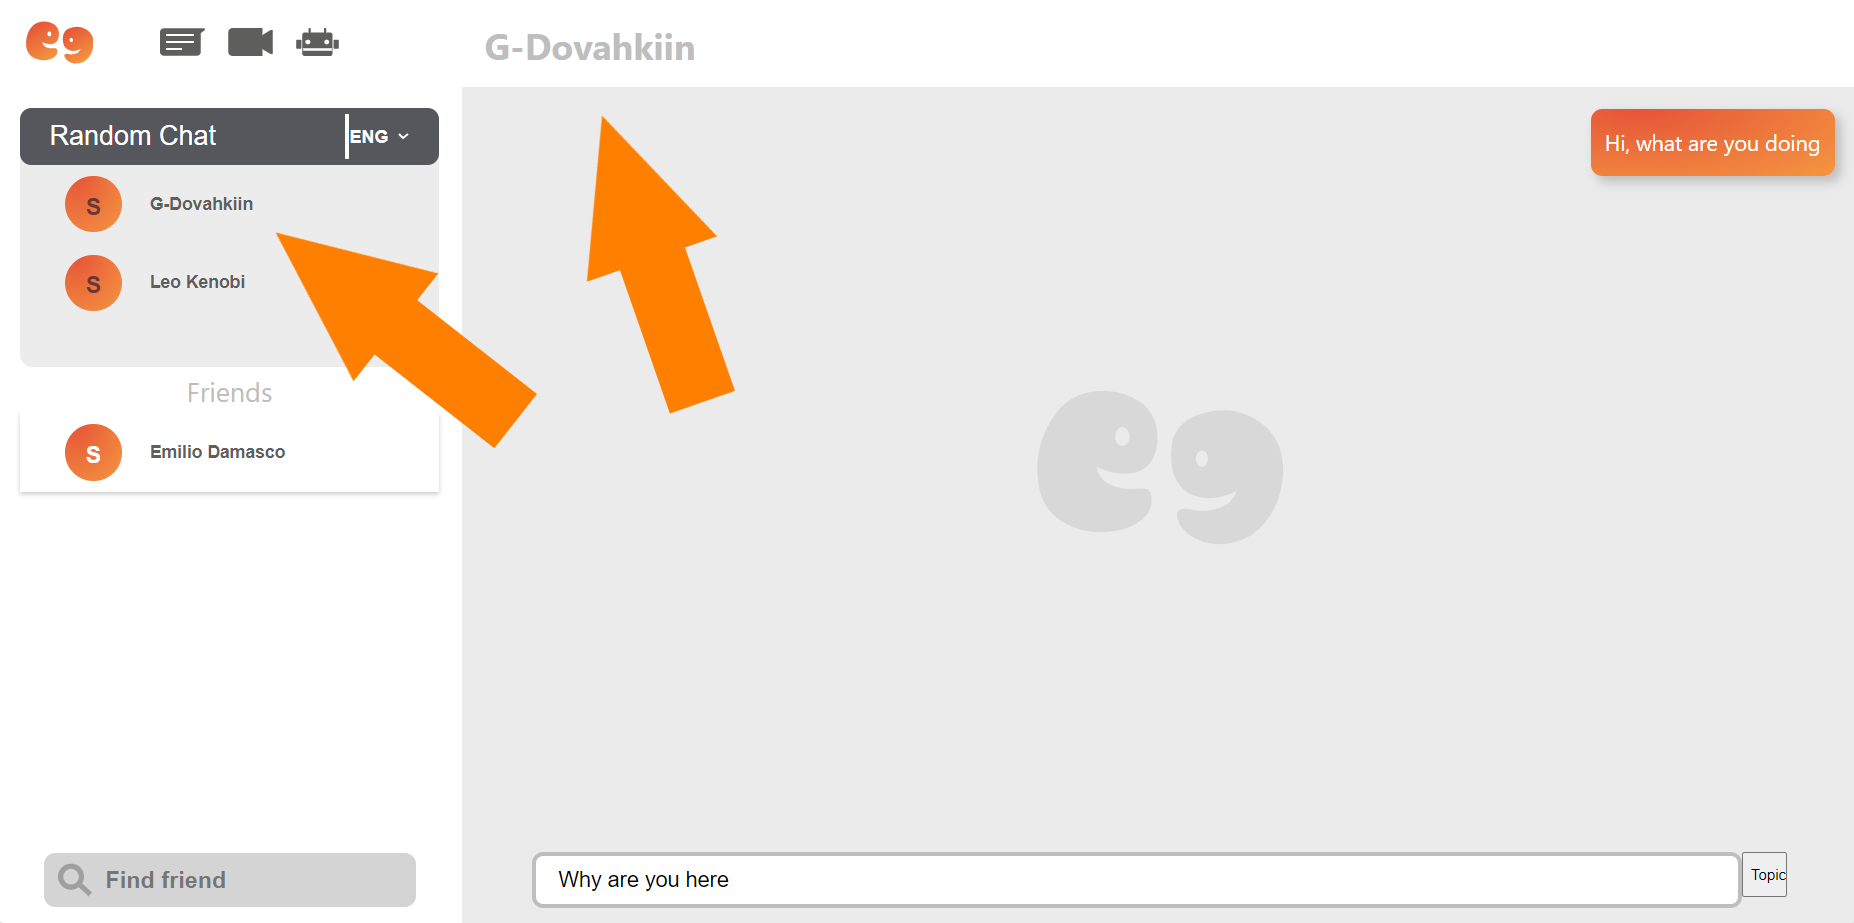 G-Dovahkiin
Random Chat
ENG
S
G-Dovahkiin
S
Leo Kenobi
Friends
S
Emilio Damasco
Find friend
Hi, what are you doing
Why are you here
Topic